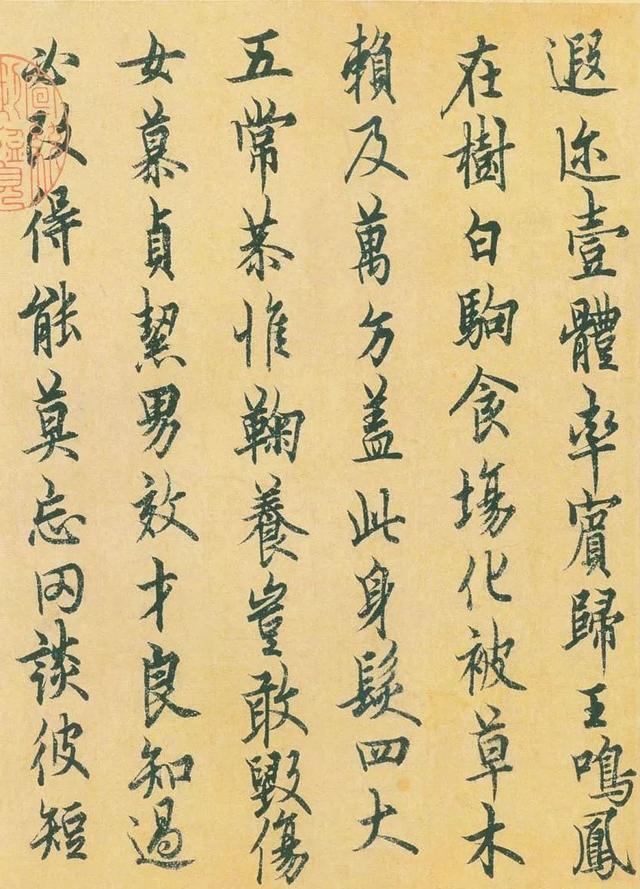 遐迩壹體率賓歸王鳴鳳
在樹白駒食場化被草木
賴及萬方蓋此身髮四大
五常恭惟鞠養豈敢毀傷
女慕貞絜男效才良知過
必改得能莫忘罔談彼短